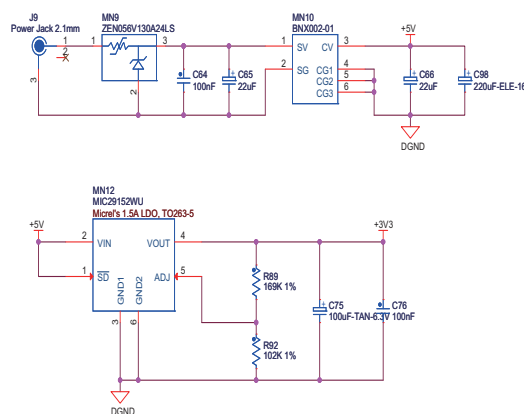 J9
Power Jack 2.1mm
1
2
3
MN9
ZEN056V130A24LS
1
3
2
C64
100nF
C65
22uF
MN10
BNX002-01
1
SV
CV
3
2
SG
CG1
4
CG2
5
CG3
6
+5V
C66
22uF
C98
220uF-ELE-16
DGND
MN12
MIC29152WU
Micrel's 1.5A LDO, TO263-5
+5V
2
VIN
VOUT
4
1
SD
ADJ
5
GND1
GND2
3
6
+3V3
R89
169K 1%
R92
102K 1%
C75
100uF-TAN-6.3V
C76
100nF
DGND